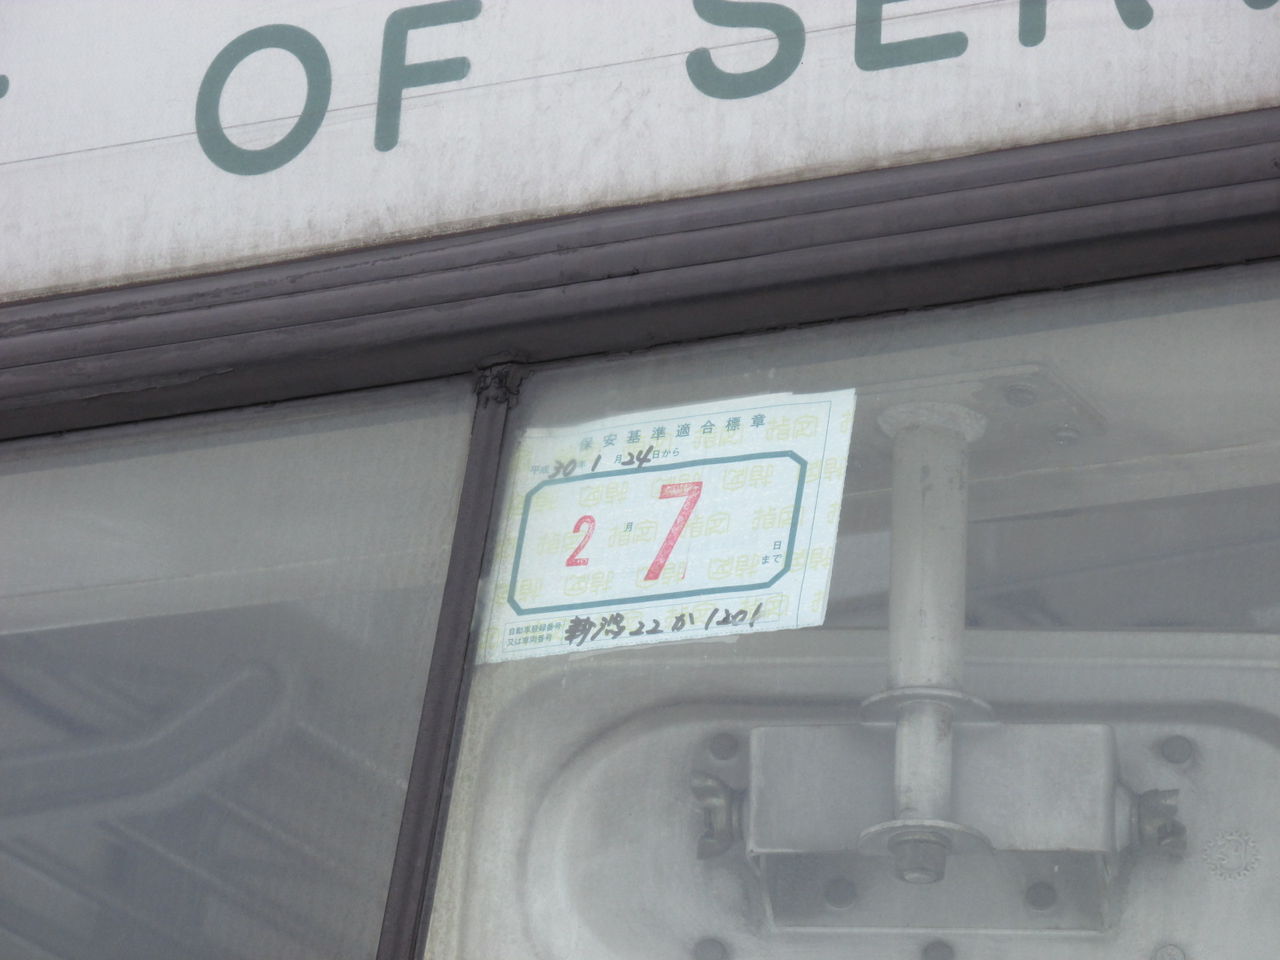 OF SER
保安基準適合標章
平成30年1月24日から
2月7日まで
自動車登録番号
又は車両番号
新潟22か1201